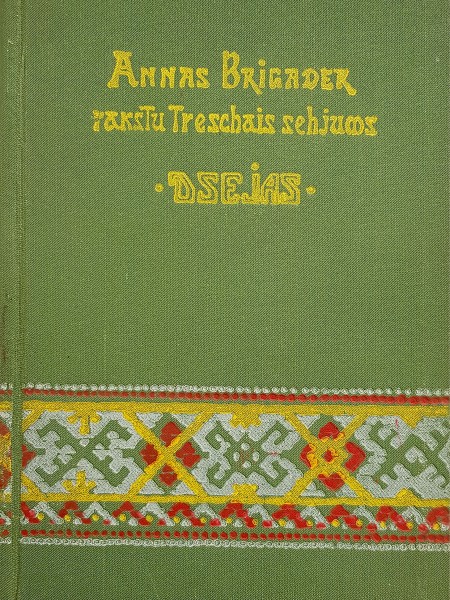 ANNAS BRIGADER
rakstu Treschais sehjums
· DSEJAS ·